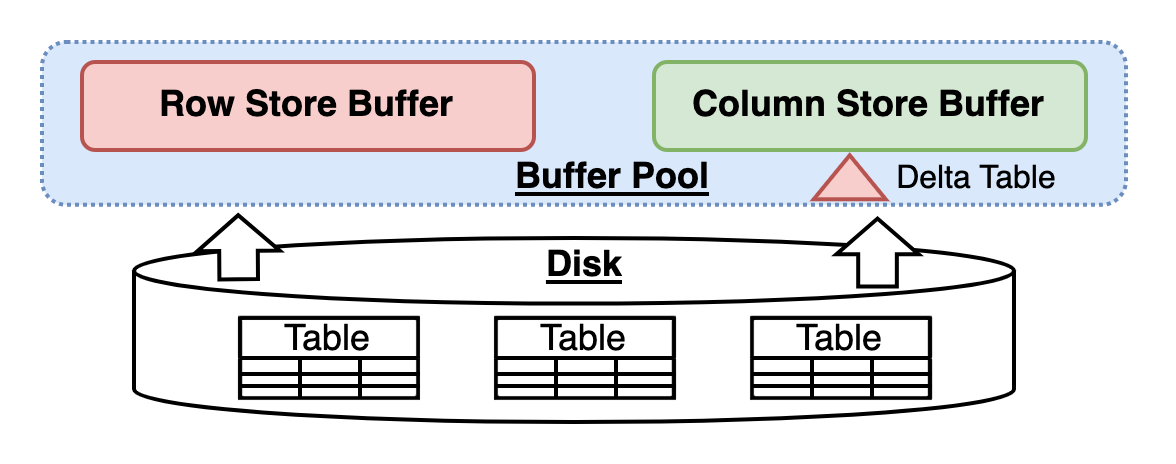 Row Store Buffer
Column Store Buffer
Buffer Pool
Delta Table
Disk
Table
Table
Table